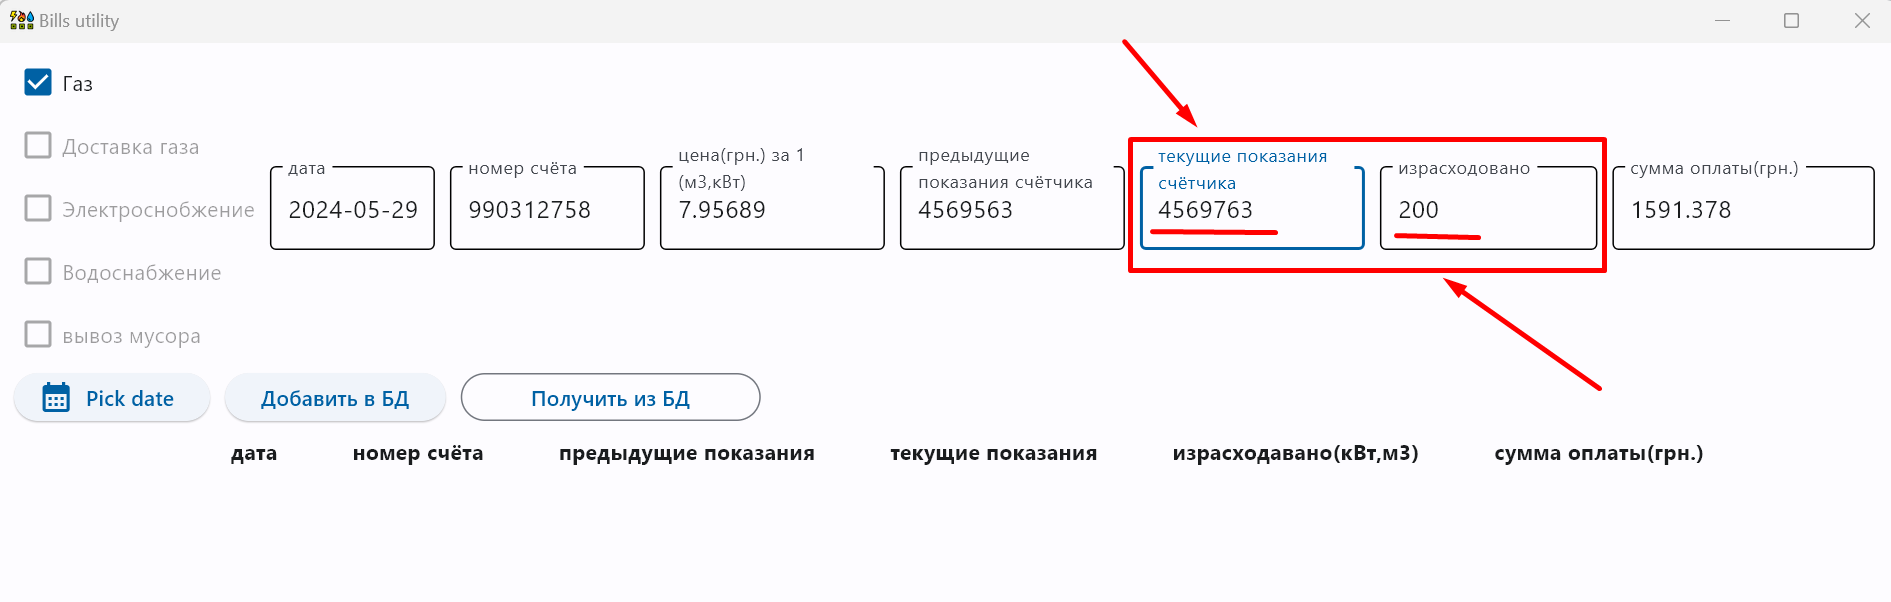 Bills utility
Газ
Доставка газа
Электроснобжение
Водоснабжение
вывоз мусора
дата
2024-05-29
номер счёта
990312758
цена(грн.) за 1
(м3,кВт)
7.95689
предыдущие
показания счётчика
4569563
текущие показания
счётчика
4569763
израсходовано
200
сумма оплаты(грн.)
1591.378
Pick date
Добавить в БД
Получить из БД
дата
номер счёта
предыдущие показания
текущие показания
израсходавано(кВт,м3)
сумма оплаты(грн.)